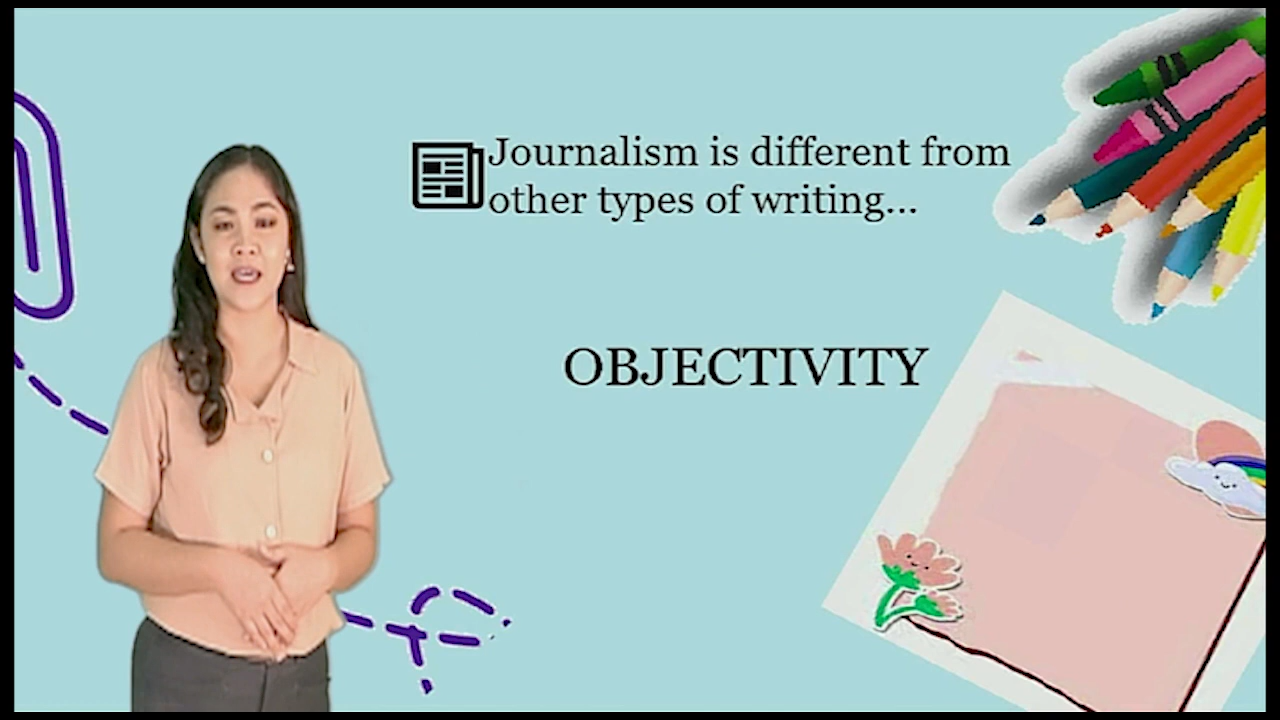 Journalism is different from
other types of writing...
OBJECTIVITY